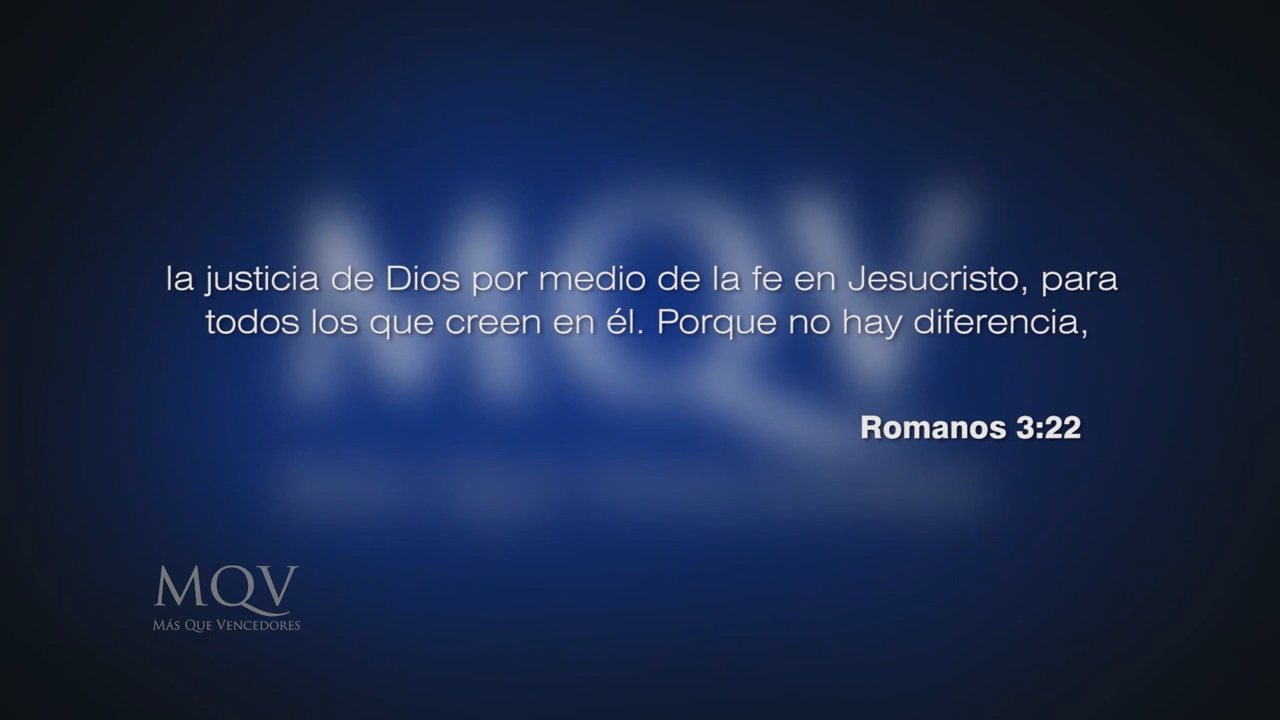 la justicia de Dios por medio de la fe en Jesucristo, para
todos los que creen en él. Porque no hay diferencia,
Romanos 3:22
MQV
MQV
MÁS QUE VENCEDORES